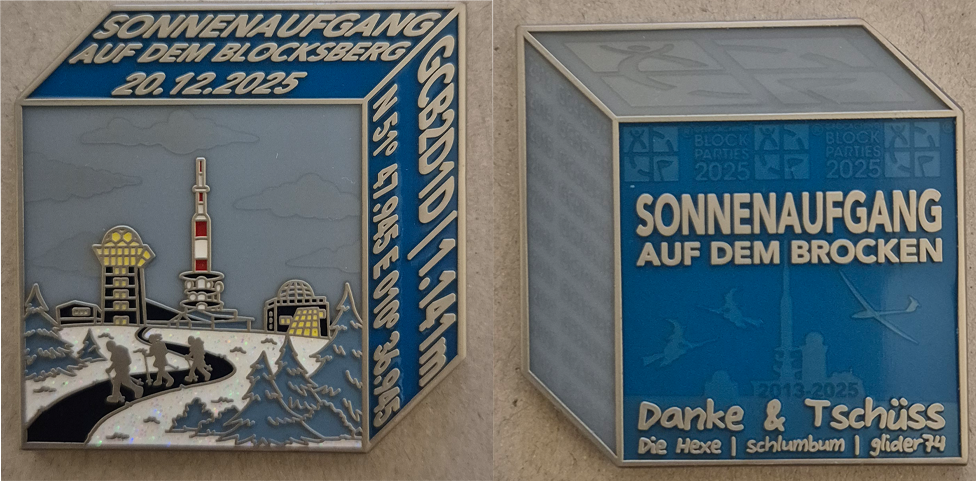 SONNENAUFGANG
AUF DEM BLOCKSBERG
20.12.2025
GCB2D1D | 1.141m
N 51° 47.945 E 010° 36.945
BLOCK
PARTIES
2025
BLOCK
PARTIES
2025
SONNENAUFGANG
AUF DEM BROCKEN
2013-2025
Danke & Tschüss
Die Hexe | schlumbum | glider74